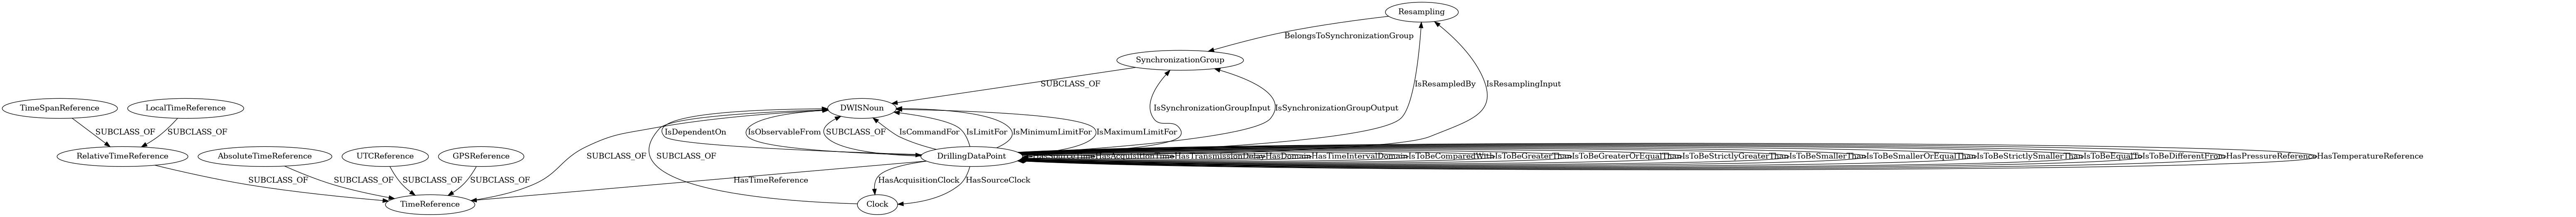 Resampling
BelongsToSynchronizationGroup
SynchronizationGroup
SUBCLASS_OF
IsResampledBy
IsResamplingInput
TimeSpanReference
LocalTimeReference
DWISNoun
IsSynchronizationGroupInput
IsSynchronizationGroupOutput
SUBCLASS_OF
SUBCLASS_OF
IsDependentOn
IsObservableFrom
SUBCLASS_OF
IsCommandFor
IsLimitFor
IsMinimumLimitFor
IsMaximumLimitFor
RelativeTimeReference
AbsoluteTimeReference
UTCReference
GPSReference
SUBCLASS_OF
SUBCLASS_OF
DrillingDataPoint
HasAcquisitionTime
HasTransmissionDelay
HasDomain
HasTimeIntervalDomain
IsToBeComparedWith
IsToBeGreaterThan
IsToBeGreaterOrEqualThan
IsToBeStrictlyGreaterThan
IsToBeSmallerThan
IsToBeSmallerOrEqualThan
IsToBeStrictlySmallerThan
IsToBeEqualTo
IsToBeDifferentFrom
HasPressureReference
HasTemperatureReference
SUBCLASS_OF
SUBCLASS_OF
SUBCLASS_OF
SUBCLASS_OF
HasTimeReference
HasAcquisitionClock
HasSourceClock
TimeReference
Clock